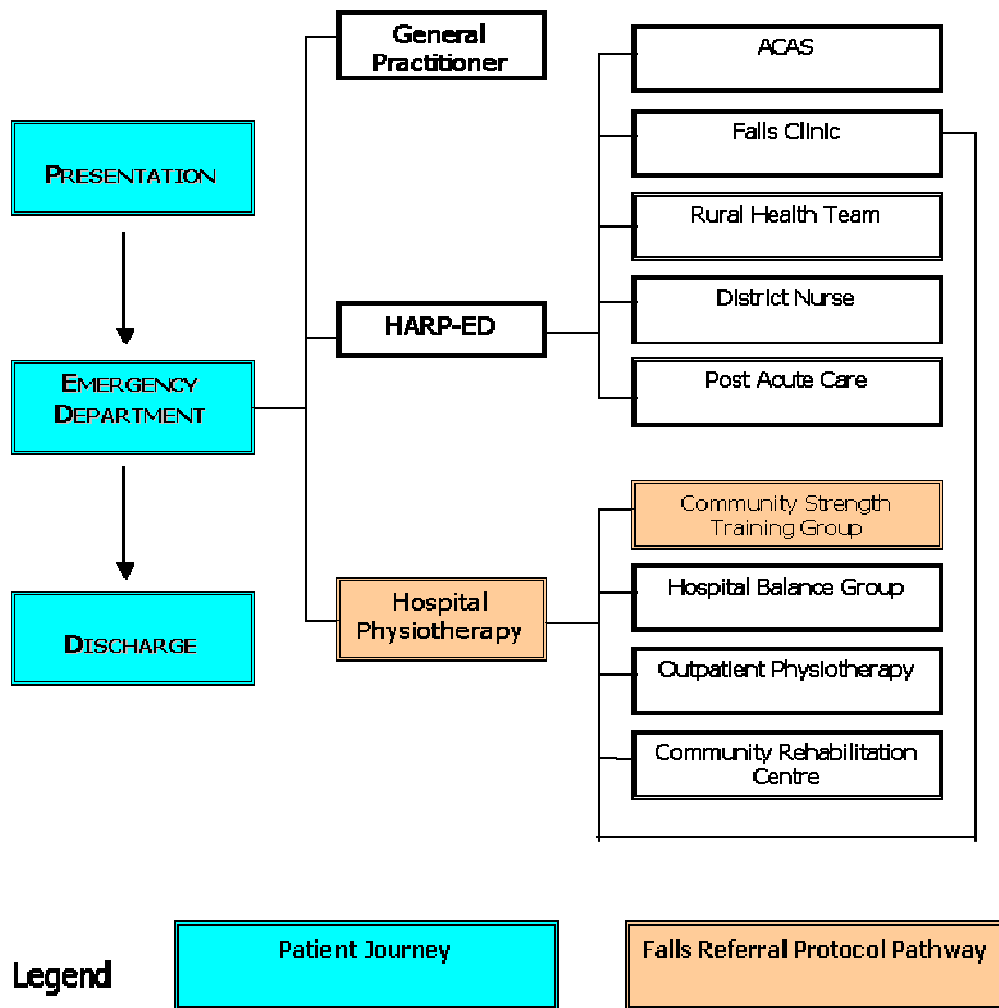 General
Practitioner
ACAS
Falls Clinic
PRESENTATION
Rural Health Team
District Nurse
HARP-ED
Post Acute Care
EMERGENCY
DEPARTMENT
Community Strength
Training Group
Hospital Balance Group
Hospital
Physiotherapy
DISCHARGE
Outpatient Physiotherapy
Community Rehabilitation
Centre
Legend
Patient Journey
Falls Referral Protocol Pathway